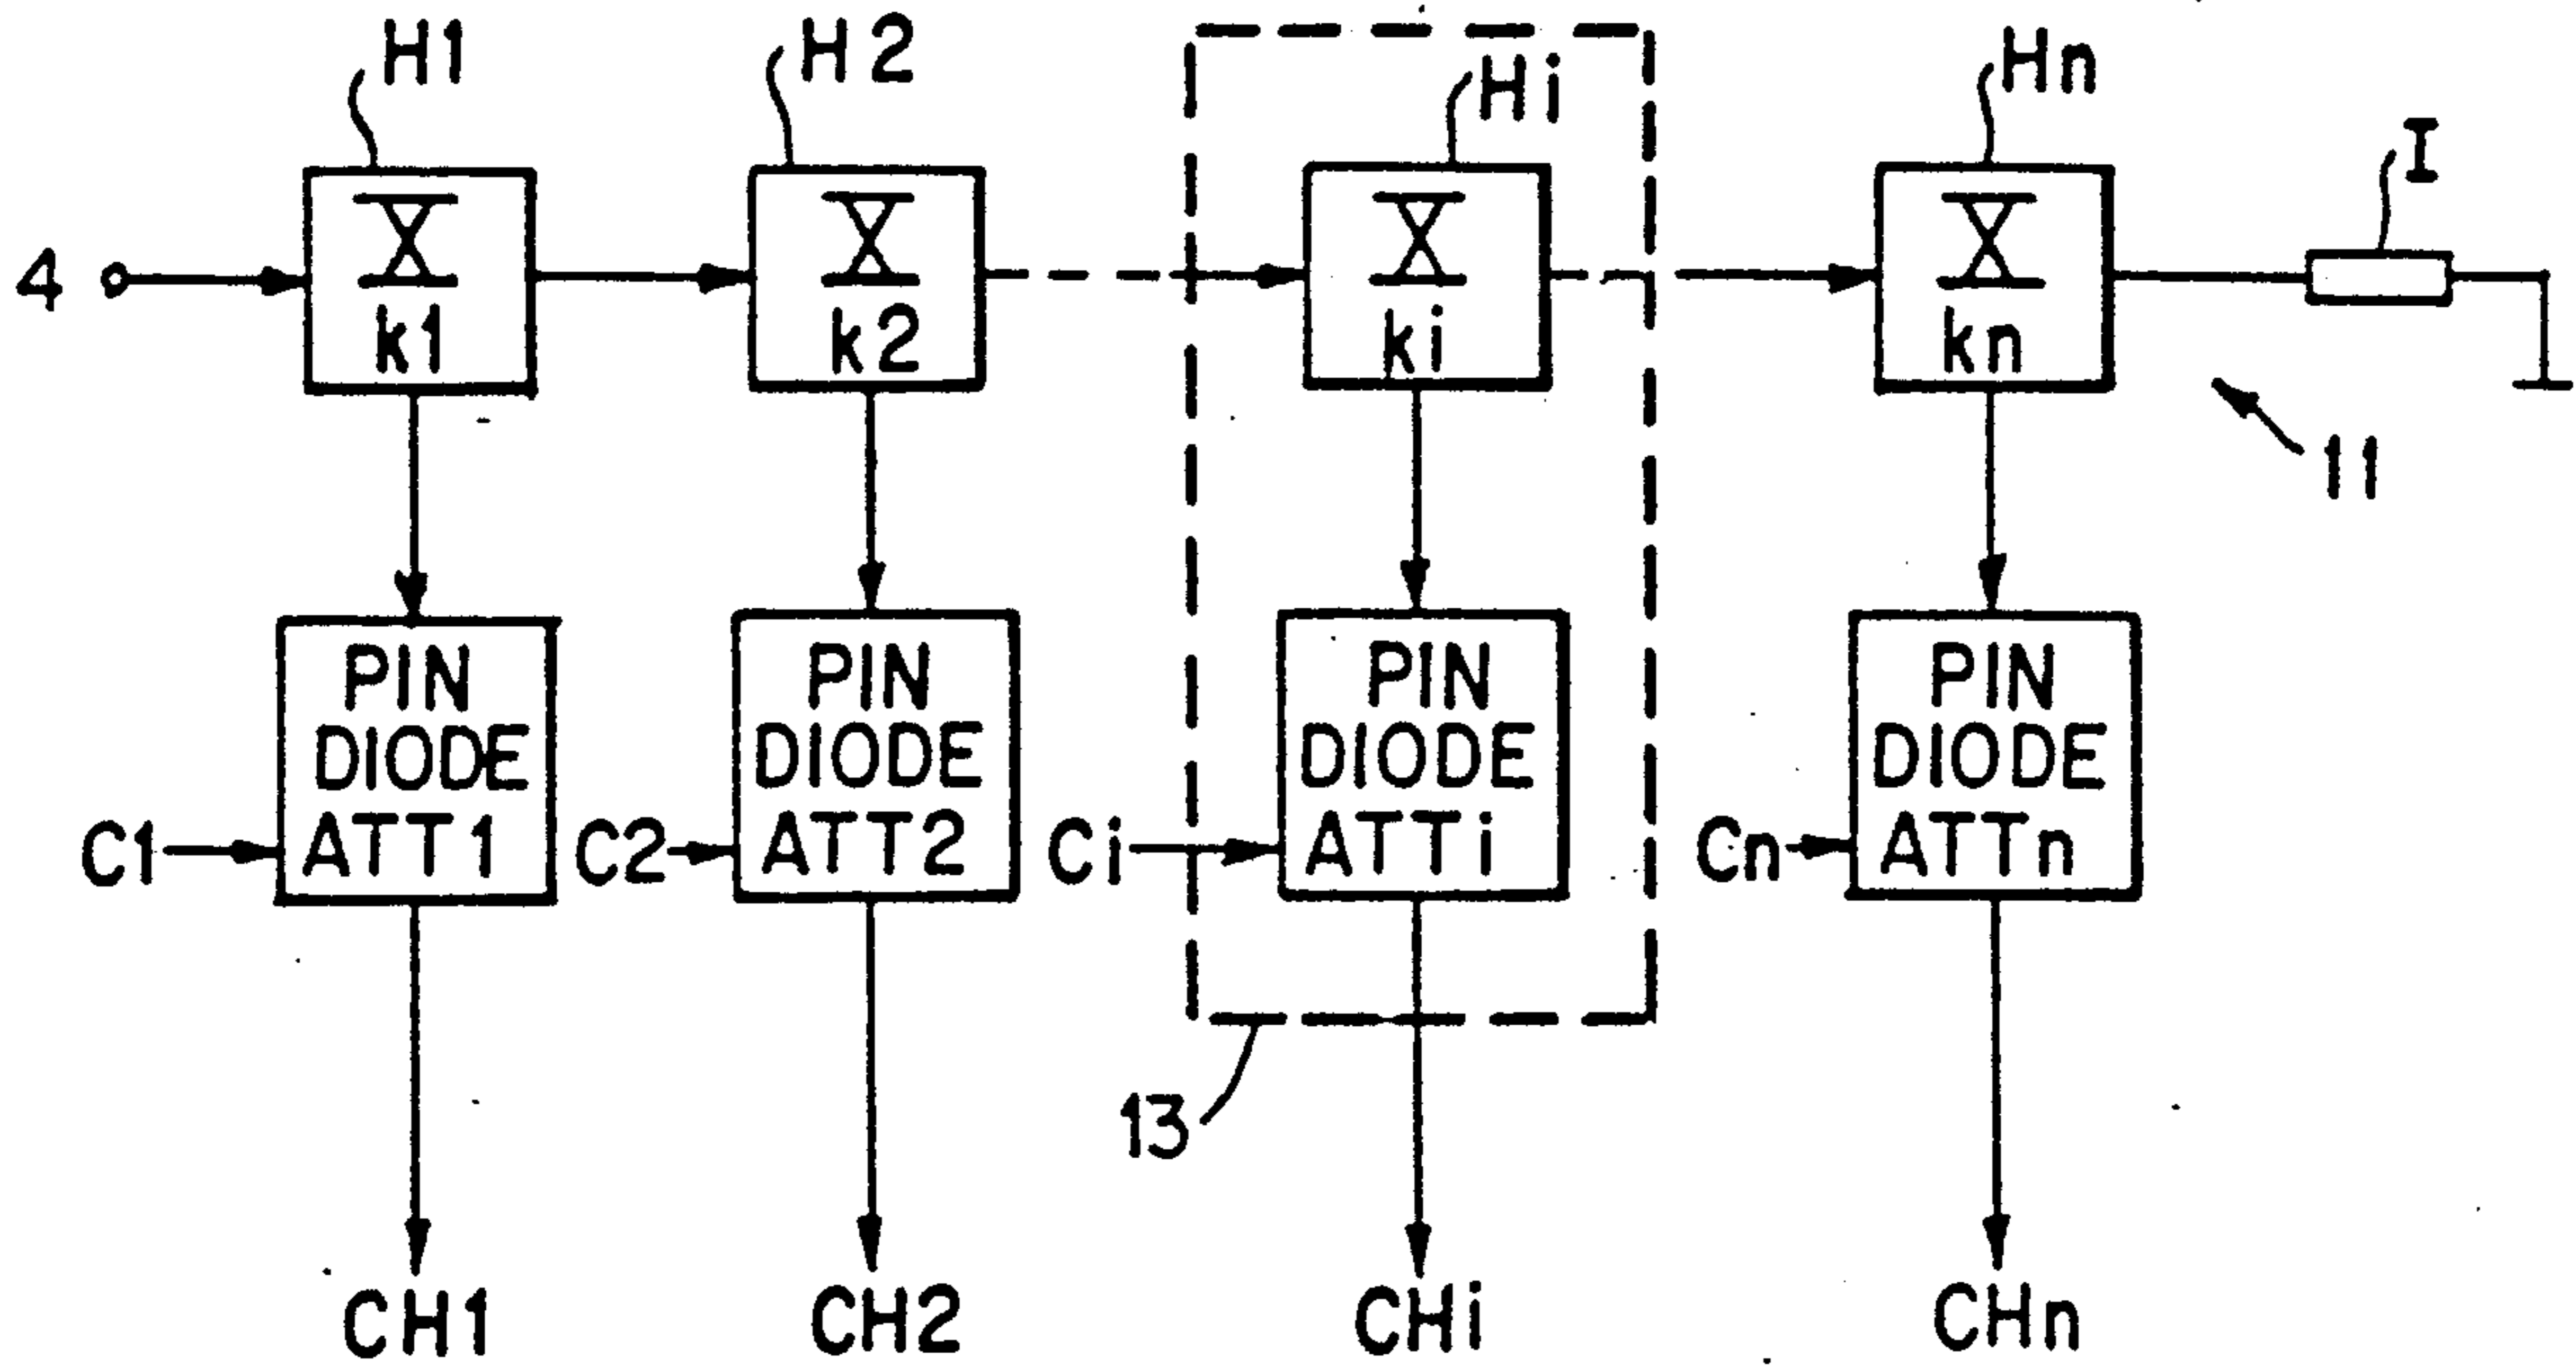 H1
H2
Hi
Hn
I
4
k1
k2
ki
kn
11
PIN
DIODE
ATT1
PIN
DIODE
ATT2
PIN
DIODE
ATTi
PIN
DIODE
ATTn
C1
C2
Ci
Cn
13
CH1
CH2
CHi
CHn